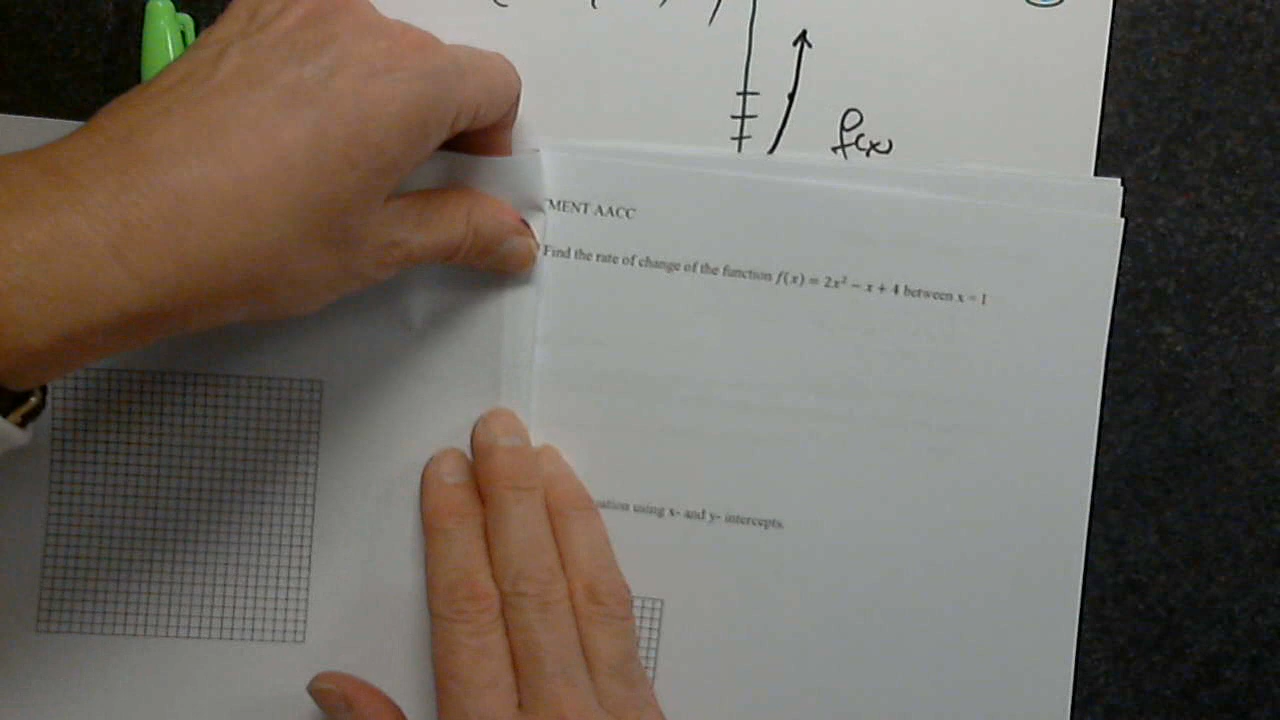 f(x)
MENT AACC
Find the rate of change of the function f(x) = 2x² − x + 4 between x = 1
uation using x- and y- intercepts.